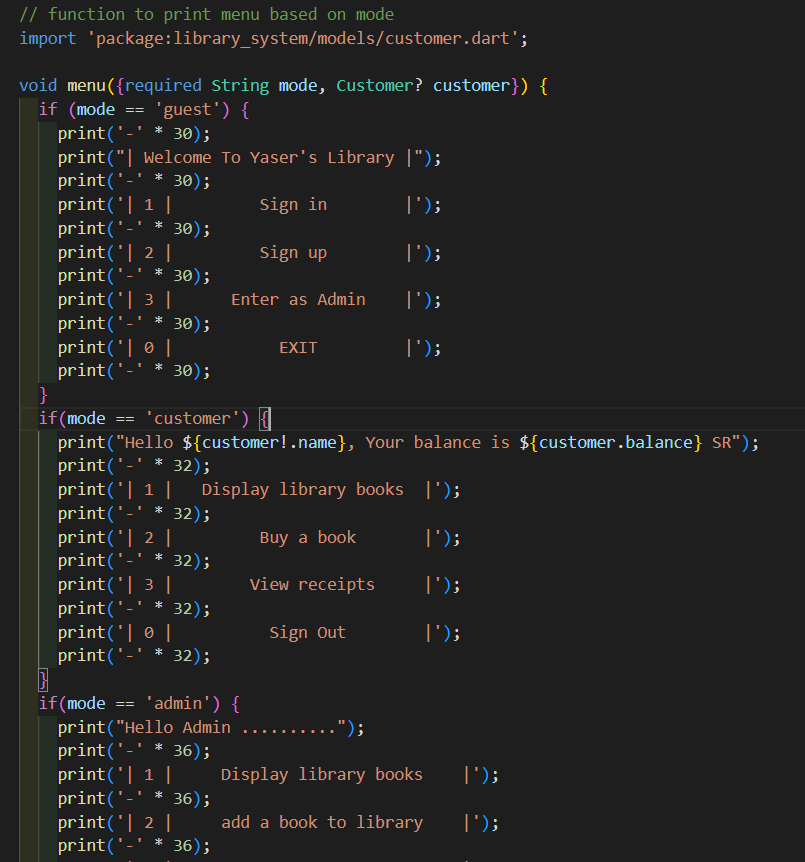 // function to print menu based on mode
import 'package:library_system/models/customer.dart';

void menu({required String mode, Customer? customer}) {
  if (mode == 'guest') {
    print('-' * 30);
    print("| Welcome To Yaser's Library |");
    print('-' * 30);
    print('| 1 |         Sign in        |');
    print('-' * 30);
    print('| 2 |         Sign up        |');
    print('-' * 30);
    print('| 3 |      Enter as Admin    |');
    print('-' * 30);
    print('| 0 |           EXIT         |');
    print('-' * 30);
  }
  if(mode == 'customer') {
    print("Hello ${customer!.name}, Your balance is ${customer.balance} SR");
    print('-' * 32);
    print('| 1 |   Display library books  |');
    print('-' * 32);
    print('| 2 |         Buy a book       |');
    print('-' * 32);
    print('| 3 |        View receipts     |');
    print('-' * 32);
    print('| 0 |          Sign Out        |');
    print('-' * 32);
  }
  if(mode == 'admin') {
    print("Hello Admin ..........");
    print('-' * 36);
    print('| 1 |     Display library books    |');
    print('-' * 36);
    print('| 2 |     add a book to library    |');
    print('-' * 36);